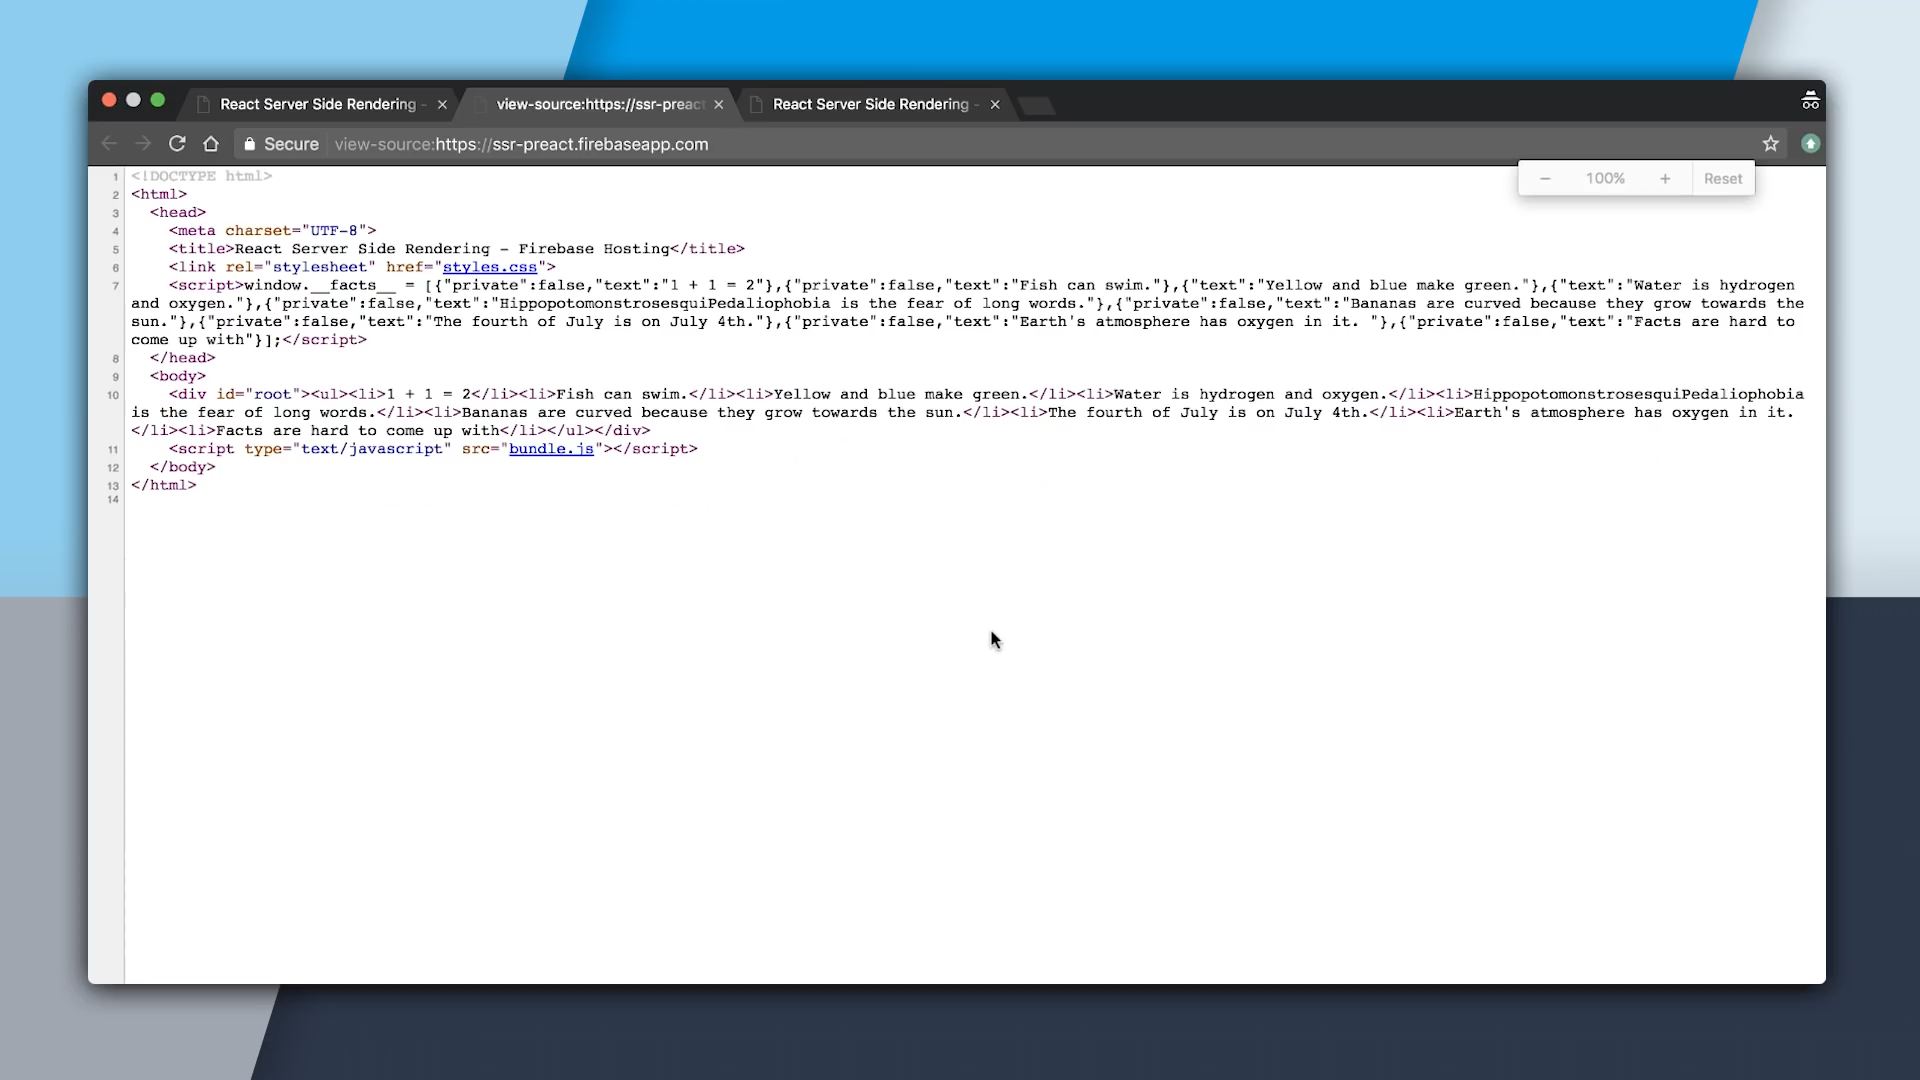 React Server Side Rendering -
view-source:https://ssr-preact
React Server Side Rendering -
Secure view-source:https://ssr-preact.firebaseapp.com
100% Reset
1 <!DOCTYPE html>
2 <html>
3 <head>
4 <meta charset="UTF-8">
5 <title>React Server Side Rendering - Firebase Hosting</title>
6 <link rel="stylesheet" href="styles.css">
7 <script>window.__facts__ = [{"private":false,"text":"1 + 1 = 2"},{"private":false,"text":"Fish can swim."},{"text":"Yellow and blue make green."},{"text":"Water is hydrogen
and oxygen."},{"private":false,"text":"HippopotomonstrosesquiPedaliophobia is the fear of long words."},{"private":false,"text":"Bananas are curved because they grow towards the
sun."},{"private":false,"text":"The fourth of July is on July 4th."},{"private":false,"text":"Earth's atmosphere has oxygen in it. "},{"private":false,"text":"Facts are hard to
come up with"}];</script>
8 </head>
9 <body>
10 <div id="root"><ul><li>1 + 1 = 2</li><li>Fish can swim.</li><li>Yellow and blue make green.</li><li>Water is hydrogen and oxygen.</li><li>HippopotomonstrosesquiPedaliophobia
is the fear of long words.</li><li>Bananas are curved because they grow towards the sun.</li><li>The fourth of July is on July 4th.</li><li>Earth's atmosphere has oxygen in it.
</li><li>Facts are hard to come up with</li></ul></div>
11 <script type="text/javascript" src="bundle.js"></script>
12 </body>
13 </html>
14